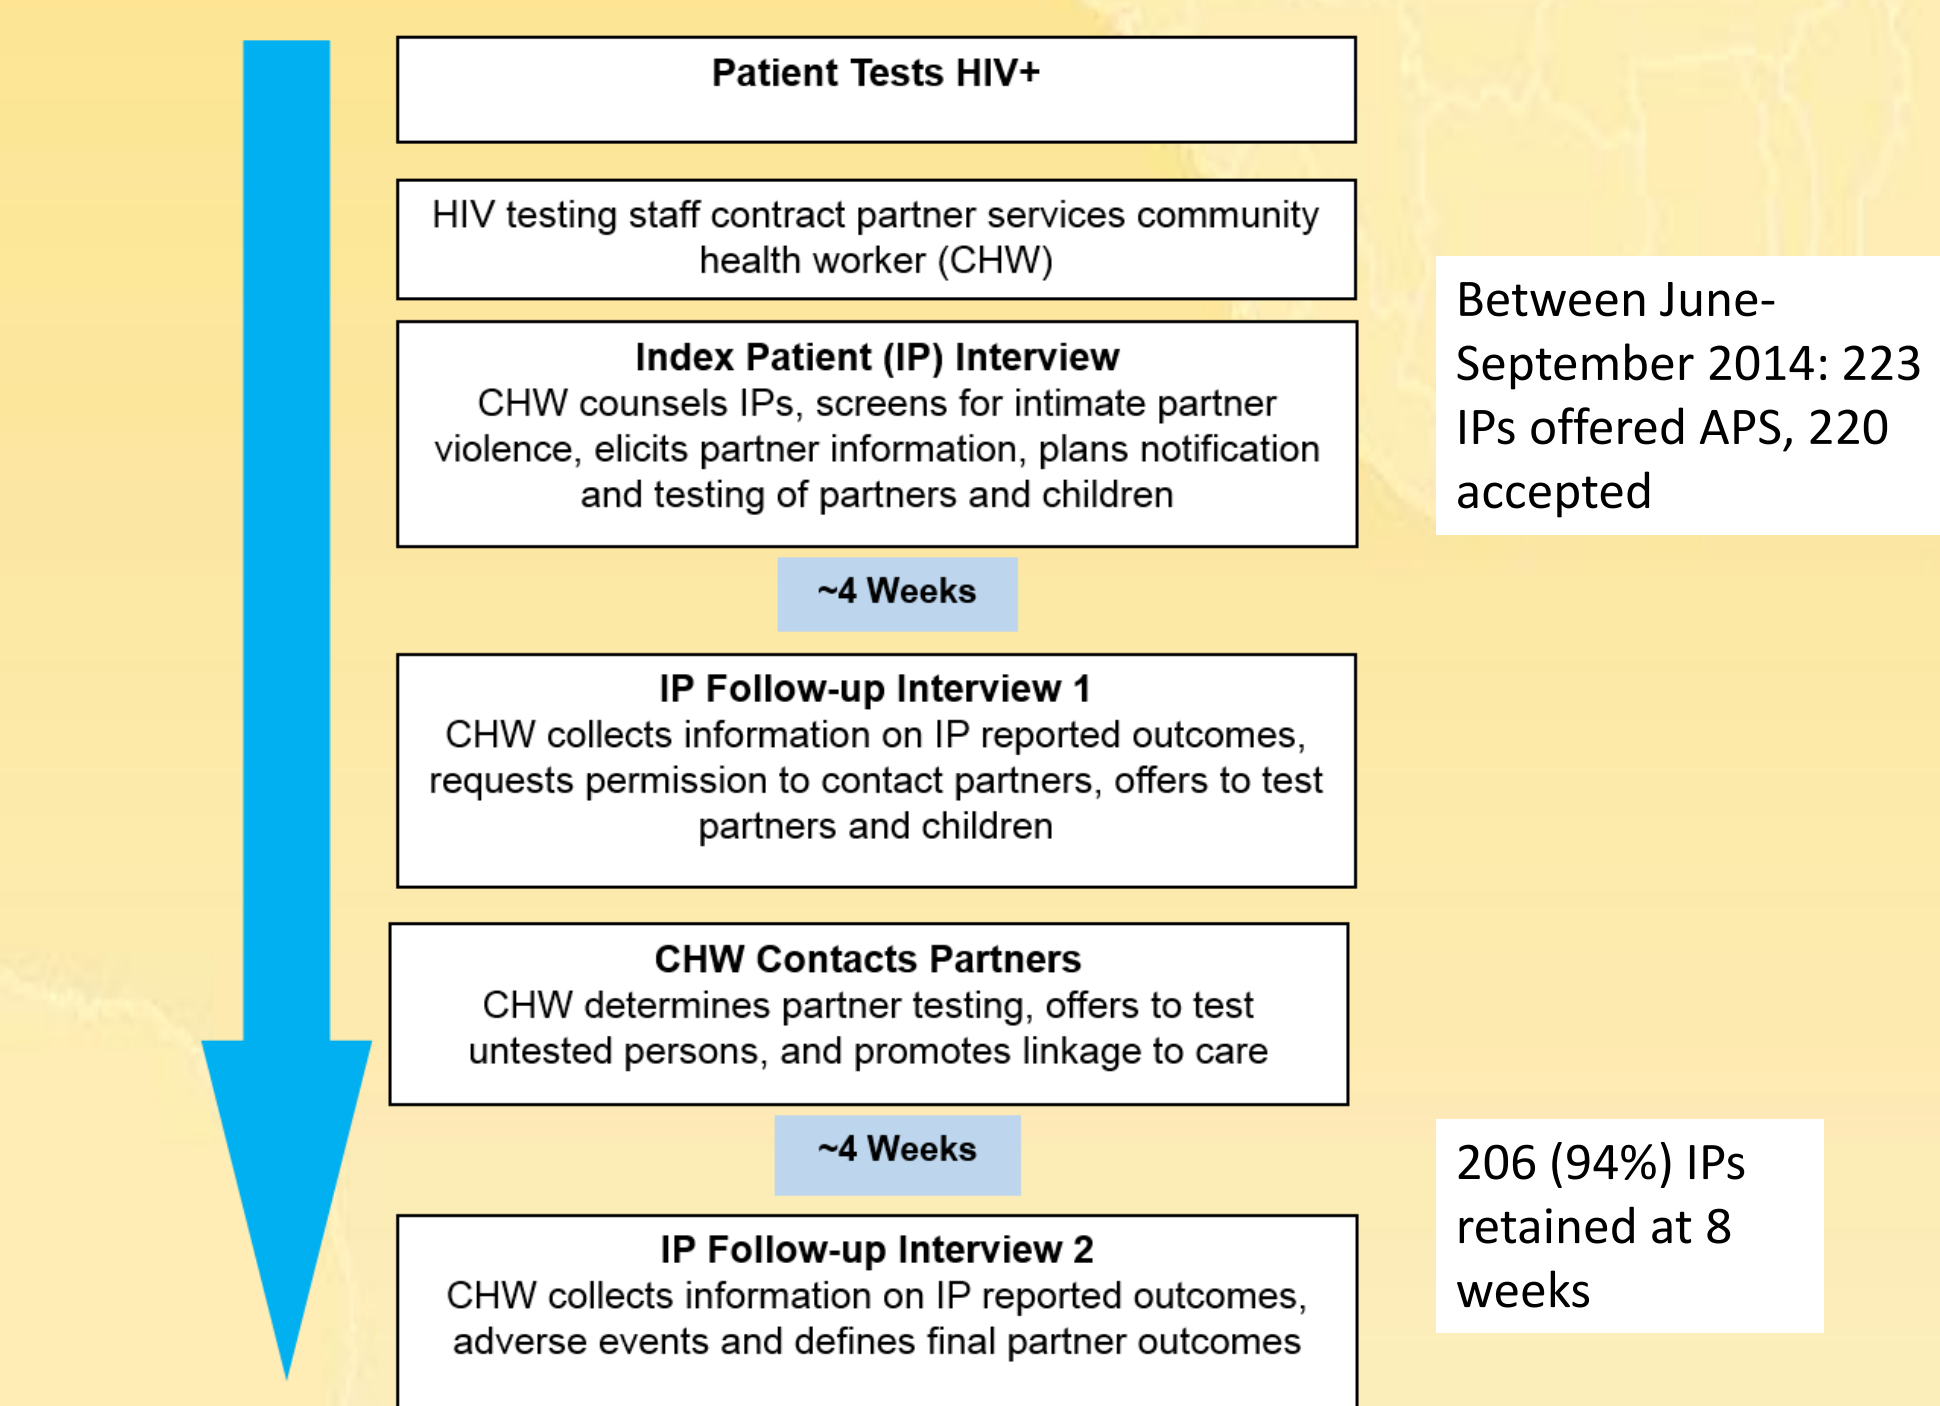 Patient Tests HIV+
HIV testing staff contract partner services community
health worker (CHW)
Index Patient (IP) Interview
CHW counsels IPs, screens for intimate partner
violence, elicits partner information, plans notification
and testing of partners and children
Between June-
September 2014: 223
IPs offered APS, 220
accepted
~4 Weeks
IP Follow-up Interview 1
CHW collects information on IP reported outcomes,
requests permission to contact partners, offers to test
partners and children
CHW Contacts Partners
CHW determines partner testing, offers to test
untested persons, and promotes linkage to care
~4 Weeks
IP Follow-up Interview 2
CHW collects information on IP reported outcomes,
adverse events and defines final partner outcomes
206 (94%) IPs
retained at 8
weeks